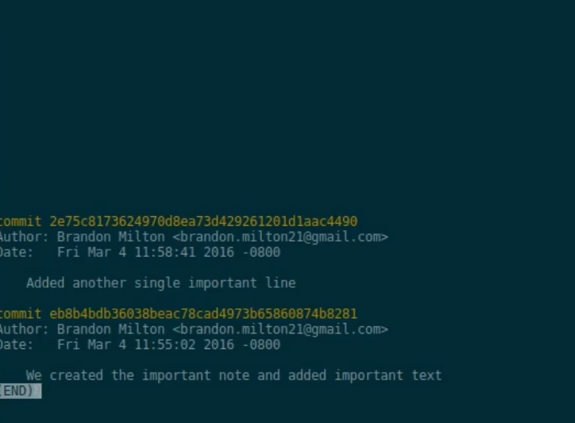 commit 2e75c8173624970d8ea73d429261201d1aac4490
Author: Brandon Milton <brandon.milton21@gmail.com>
Date:   Fri Mar 4 11:58:41 2016 -0800
Added another single important line
commit eb8b4bdb36038beac78cad4973b65860874b8281
Author: Brandon Milton <brandon.milton21@gmail.com>
Date:   Fri Mar 4 11:55:02 2016 -0800
We created the important note and added important text
(END)